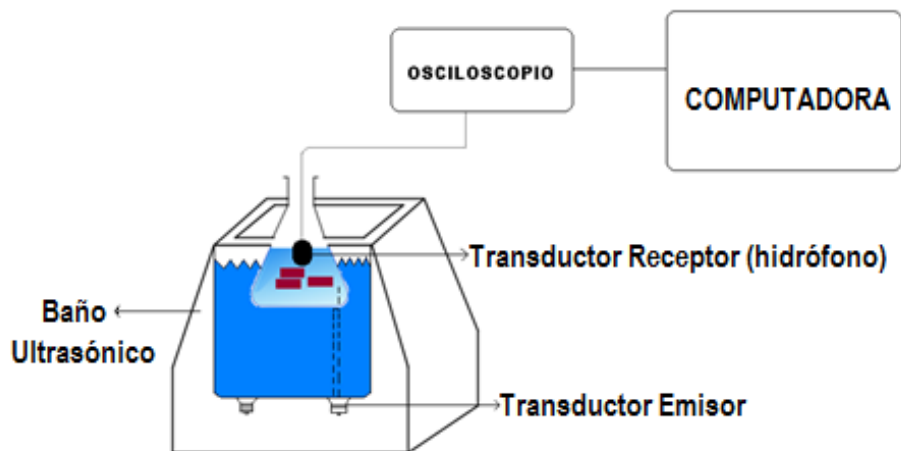 OSCILOSCOPIO
COMPUTADORA
Transductor Receptor (hidrófono)
Baño
Ultrasónico
Transductor Emisor